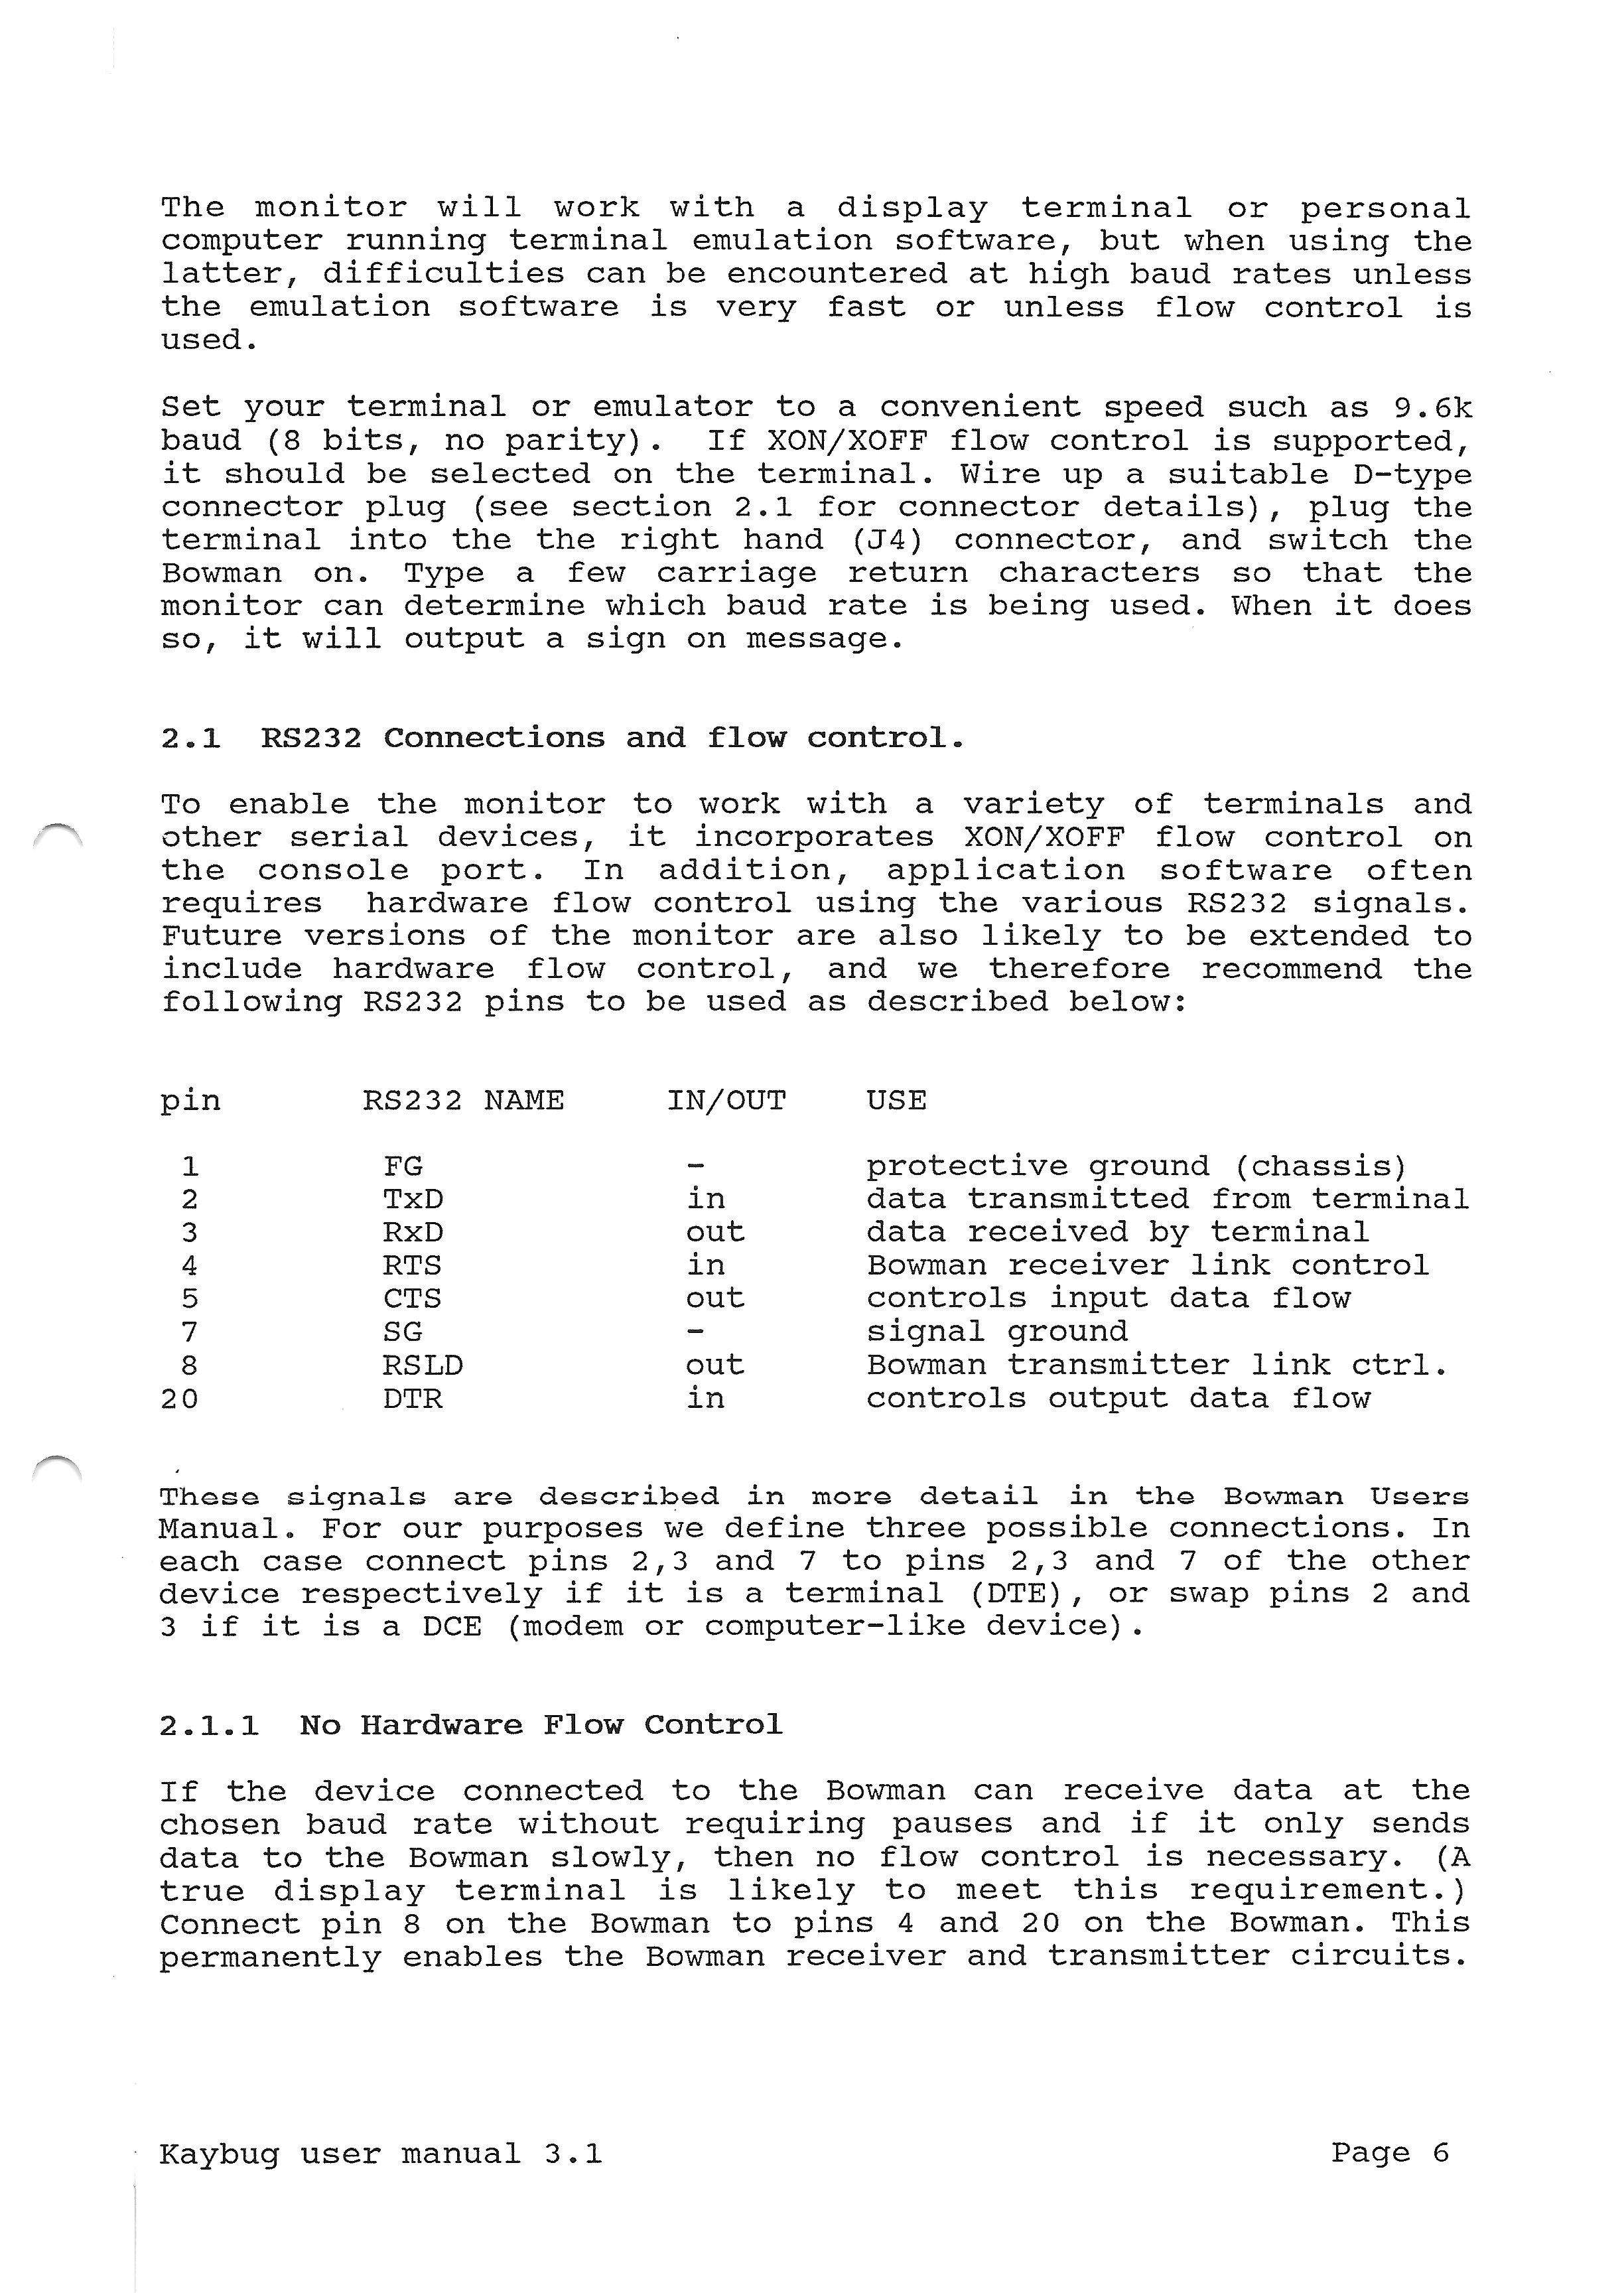 The monitor will work with a display terminal or personal
computer running terminal emulation software, but when using the
latter, difficulties can be encountered at high baud rates unless
the emulation software is very fast or unless flow control is
used.
Set your terminal or emulator to a convenient speed such as 9.6k
baud (8 bits, no parity). If XON/XOFF flow control is supported,
it should be selected on the terminal. Wire up a suitable D-type
connector plug (see section 2.1 for connector details), plug the
terminal into the the right hand (J4) connector, and switch the
Bowman on. Type a few carriage return characters so that the
monitor can determine which baud rate is being used. When it does
so, it will output a sign on message.
2.1 RS232 Connections and flow control.
To enable the monitor to work with a variety of terminals and
other serial devices, it incorporates XON/XOFF flow control on
the console port. In addition, application software often
requires hardware flow control using the various RS232 signals.
Future versions of the monitor are also likely to be extended to
include hardware flow control, and we therefore recommend the
following RS232 pins to be used as described below:
pin RS232 NAME IN/OUT USE
1 FG - protective ground (chassis)
2 TxD in data transmitted from terminal
3 RxD out data received by terminal
4 RTS in Bowman receiver link control
5 CTS out controls input data flow
7 SG - signal ground
8 RSLD out Bowman transmitter link ctrl.
20 DTR in controls output data flow
These signals are described in more detail in the Bowman Users
Manual. For our purposes we define three possible connections. In
each case connect pins 2,3 and 7 to pins 2,3 and 7 of the other
device respectively if it is a terminal (DTE), or swap pins 2 and
3 if it is a DCE (modem or computer-like device).
2.1.1 No Hardware Flow Control
If the device connected to the Bowman can receive data at the
chosen baud rate without requiring pauses and if it only sends
data to the Bowman slowly, then no flow control is necessary. (A
true display terminal is likely to meet this requirement.)
Connect pin 8 on the Bowman to pins 4 and 20 on the Bowman. This
permanently enables the Bowman receiver and transmitter circuits.
Kaybug user manual 3.1 Page 6